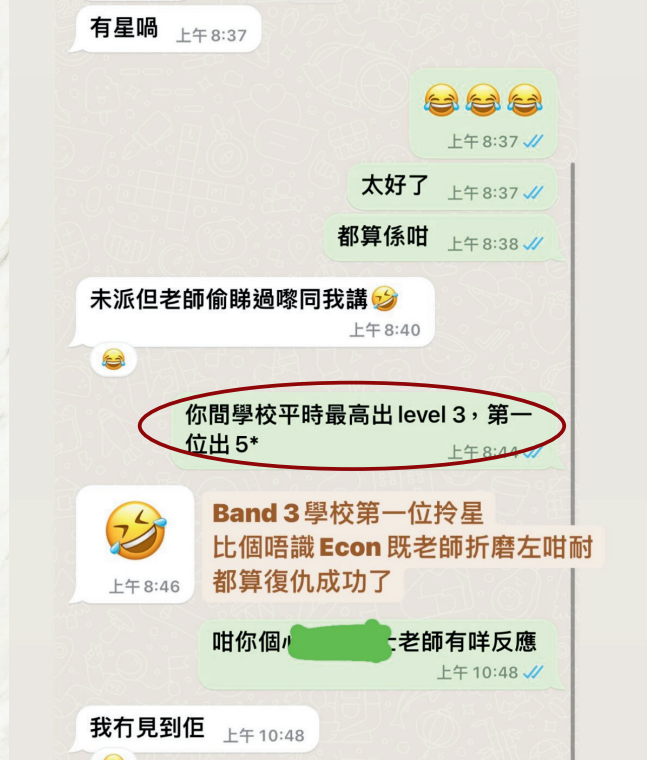 有星喎 上午 8:37
上午 8:37
太好了 上午 8:37
都算係咁 上午 8:38
未派但老師偷睇過嚟同我講
上午 8:40
你間學校平時最高出 level 3，第一
位出 5*
上午 8:44
Band 3 學校第一位拎星
比個唔識 Econ 既老師折磨左咁耐
上午 8:46
都算復仇成功了
咁你個
老師有咩反應
上午 10:48
我冇見到佢 上午 10:48